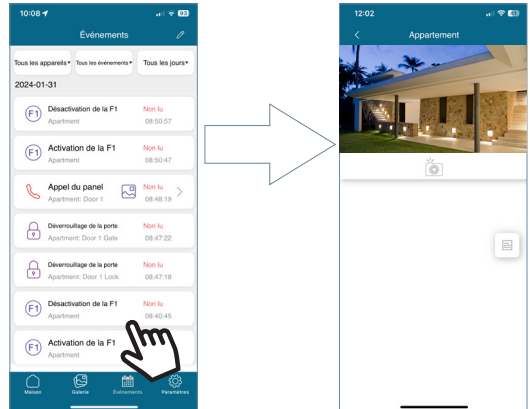 10:08
93
Évènements
Tous les appareils
Tous les évènements
Tous les jours
2024-01-31
F1
Désactivation de la F1
Non lu
Apartment
08:50:57
F1
Activation de la F1
Non lu
Apartment
08:50:47
Appel du panel
Non lu
Apartment: Door 1
08:48:19
Déverrouillage de la porte
Non lu
Apartment: Door 1 Gate
08:47:22
Déverrouillage de la porte
Non lu
Apartment: Door 1 Lock
08:47:18
F1
Désactivation de la F1
Non lu
Apartment
08:40:45
F1
Activation de la F1
Apartment
Maison
Galerie
Évènements
Paramètres
12:02
Appartement